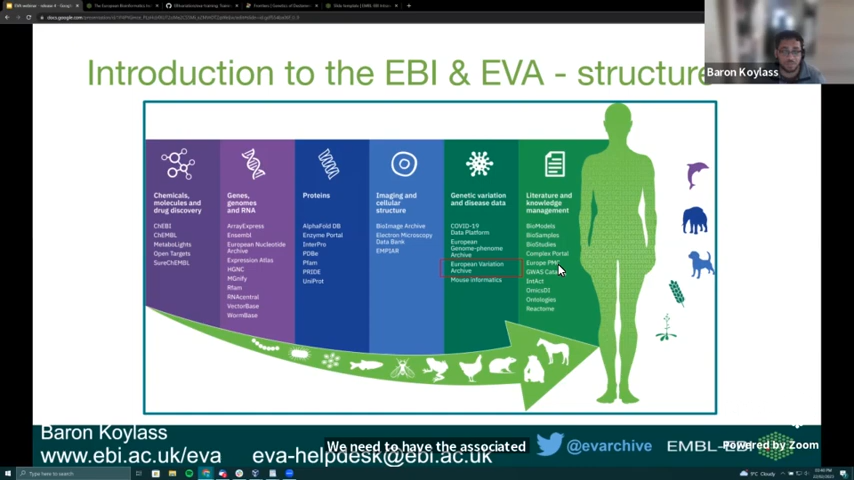 Baron Koylass
Introduction to the EBI & EVA - structure
Chemicals,
molecules and
drug discovery
ChEBI
ChEMBL
MetaboLights
Open Targets
SureChEMBL
Genes,
genomes
and RNA
ArrayExpress
Ensembl
European Nucleotide
Archive
Expression Atlas
HGNC
MGnify
Rfam
RNAcentral
VectorBase
WormBase
Proteins
AlphaFold DB
Enzyme Portal
InterPro
PDBe
Pfam
PRIDE
UniProt
Imaging and
cellular
structure
BioImage Archive
Electron Microscopy
Data Bank
EMPIAR
Genetic variation
and disease data
COVID-19
Data Platform
European
Genome-phenome
Archive
European Variation
Archive
Mouse informatics
Literature and
knowledge
management
BioModels
BioSamples
BioStudies
Complex Portal
Europe PMC
GWAS Cata
IntAct
OmicsDI
Ontologies
Reactome
Baron Koylass
www.ebi.ac.uk/eva
eva-helpdesk@ebi.ac.uk
We need to have the associated
@evarchive
EMBL-EBI
Powered by Zoom
Type here to search
9°C Cloudy